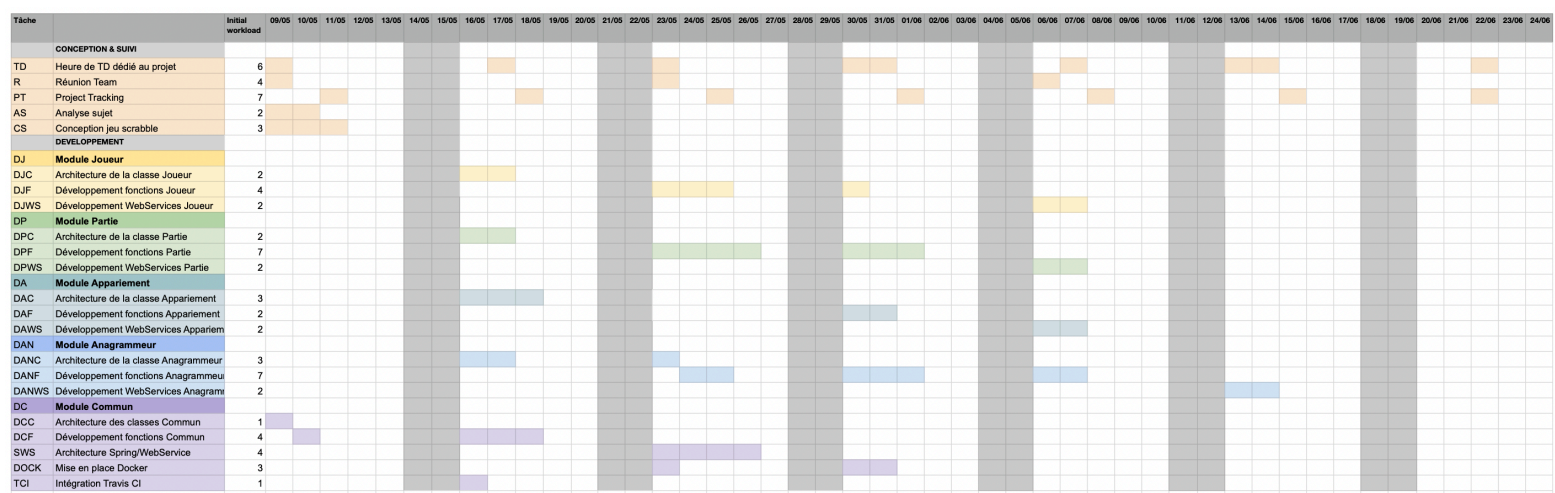 Tâche Initial workload 09/05 10/05 11/05 12/05 13/05 14/05 15/05 16/05 17/05 18/05 19/05 20/05 21/05 22/05 23/05 24/05 25/05 26/05 27/05 28/05 29/05 30/05 31/05 01/06 02/06 03/06 04/06 05/06 06/06 07/06 08/06 09/06 10/06 11/06 12/06 13/06 14/06 15/06 16/06 17/06 18/06 19/06 20/06 21/06 22/06 23/06 24/06
CONCEPTION & SUIVI
TD Heure de TD dédié au projet 6
R Réunion Team 4
PT Project Tracking 7
AS Analyse sujet 2
CS Conception jeu scrabble 3
DEVELOPPEMENT
DJ Module Joueur
DJC Architecture de la classe Joueur 2
DJF Développement fonctions Joueur 4
DJWS Développement WebServices Joueur 2
DP Module Partie
DPC Architecture de la classe Partie 2
DPF Développement fonctions Partie 7
DPWS Développement WebServices Partie 2
DA Module Appariement
DAC Architecture de la classe Appariement 3
DAF Développement fonctions Appariement 2
DAWS Développement WebServices Appariem 2
DAN Module Anagrammeur
DANC Architecture de la classe Anagrammeur 3
DANF Développement fonctions Anagrammeu 7
DANWS Développement WebServices Anagram 2
DC Module Commun
DCC Architecture des classes Commun 1
DCF Développement fonctions Commun 4
SWS Architecture Spring/WebService 4
DOCK Mise en place Docker 3
TCI Intégration Travis CI 1